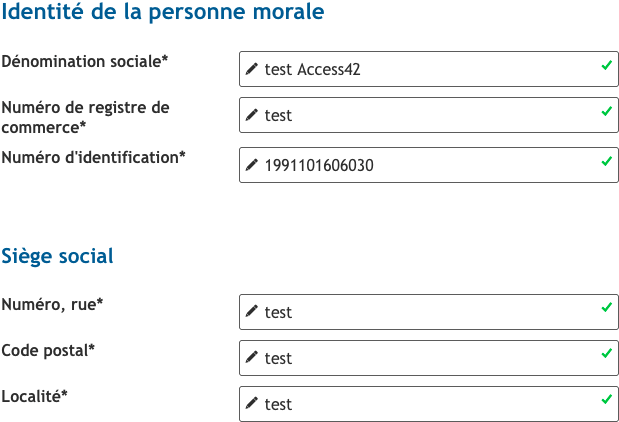 Identité de la personne morale
Dénomination sociale*
test Access42
Numéro de registre de
commerce*
test
Numéro d'identification*
1991101606030
Siège social
Numéro, rue*
test
Code postal*
test
Localité*
test